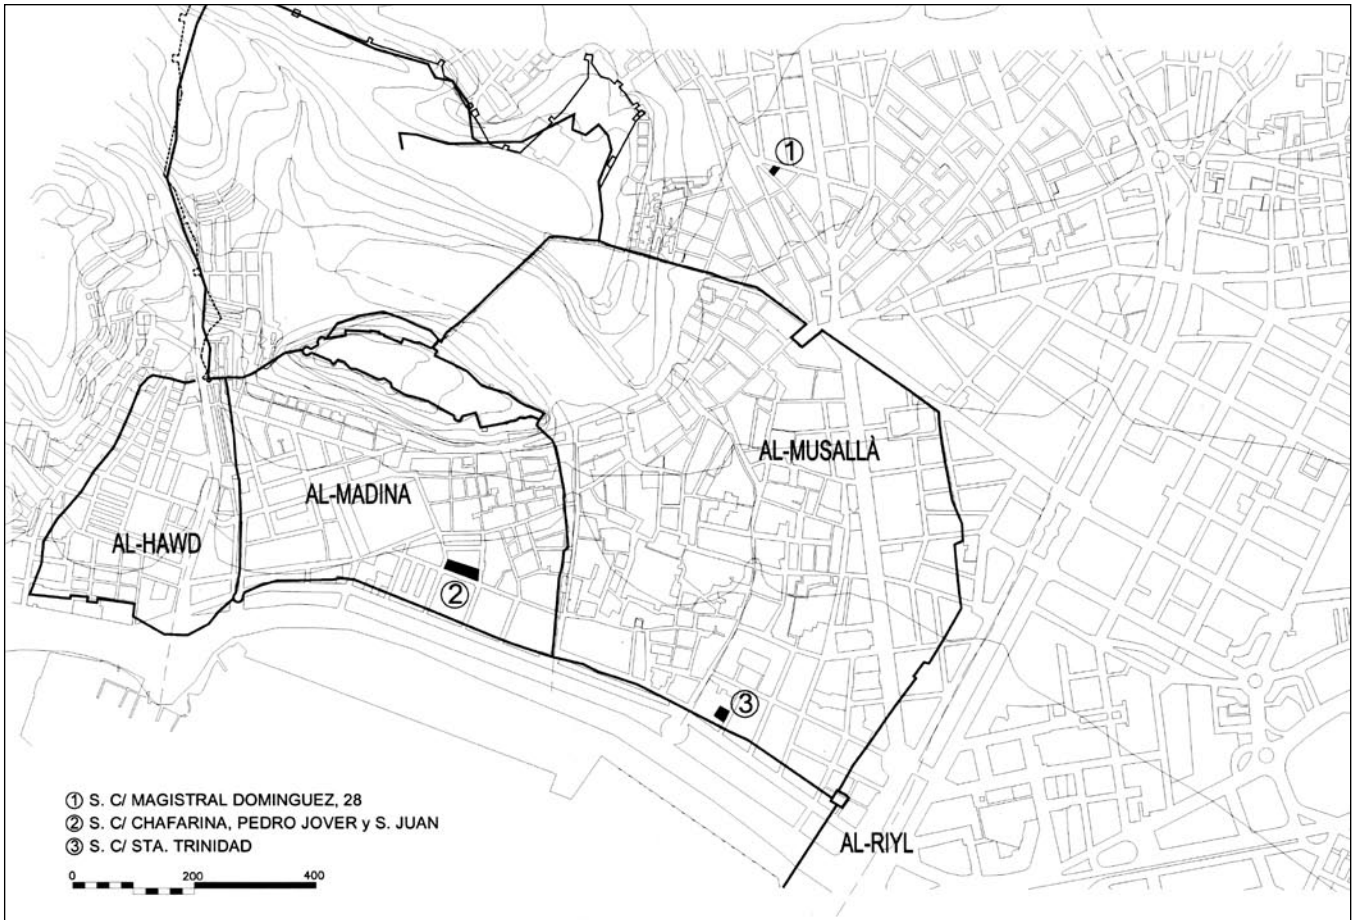 ①
AL-MUSALLÀ
AL-MADINA
AL-HAWD
②
③
① S. C/ MAGISTRAL DOMINGUEZ, 28
② S. C/ CHAFARINA, PEDRO JOVER y S. JUAN
③ S. C/ STA. TRINIDAD
AL-RIYL
0 200 400